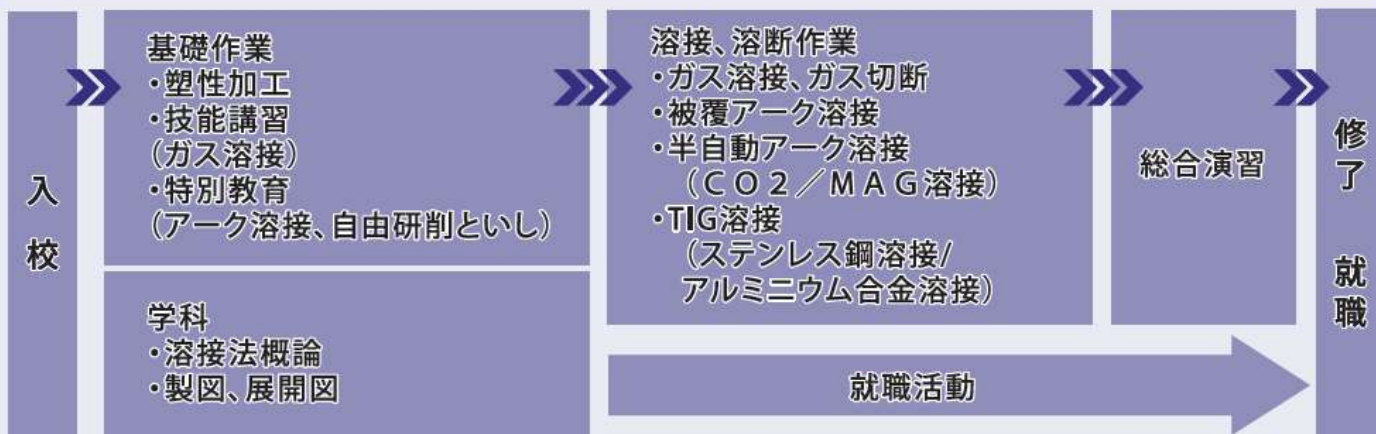 入校
基礎作業
・塑性加工
・技能講習
（ガス溶接）
・特別教育
（アーク溶接、自由研削といし）
学科
・溶接法概論
・製図、展開図
溶接、溶断作業
・ガス溶接、ガス切断
・被覆アーク溶接
・半自動アーク溶接
（ＣＯ２／ＭＡＧ溶接）
・TIG溶接
（ステンレス鋼溶接/
アルミニウム合金溶接）
総合演習
就職活動
修了 就職